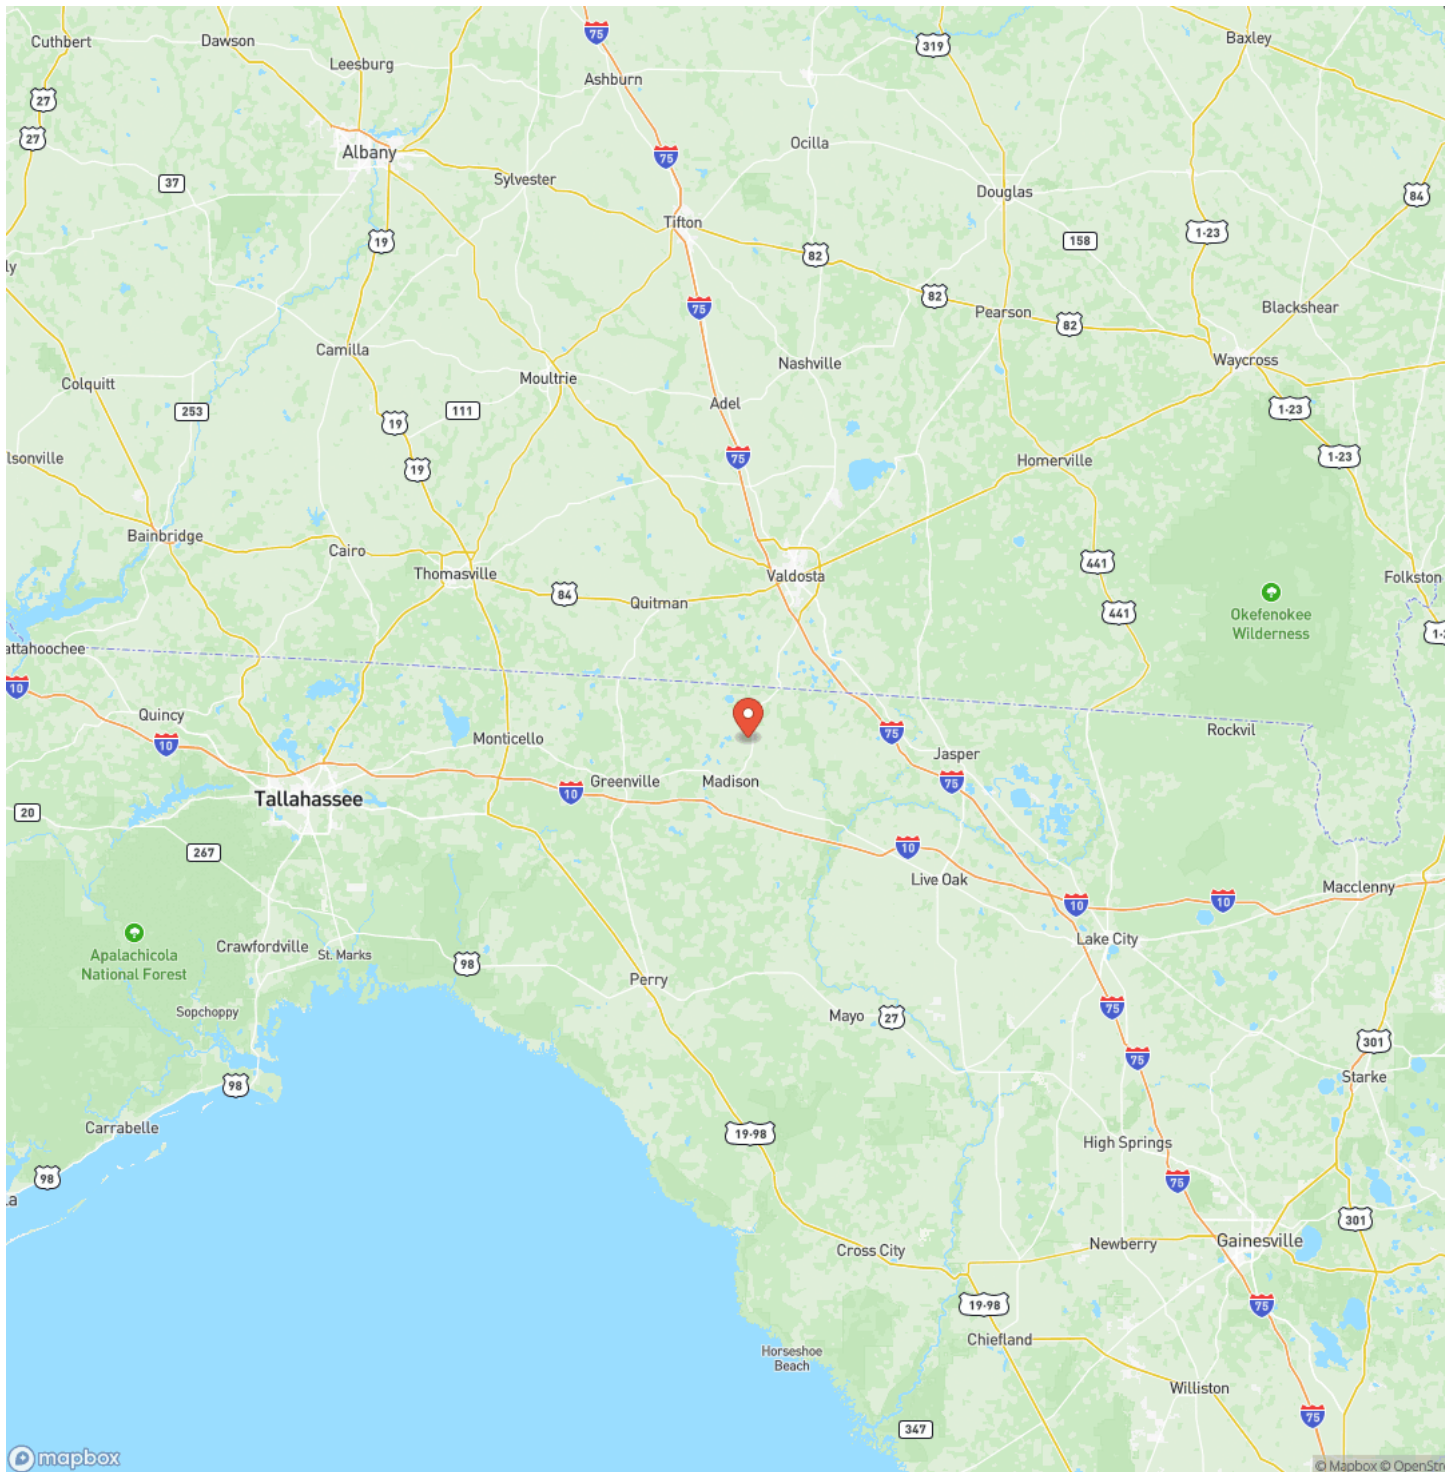 75
319
Baxley
Cuthbert
Dawson
Leesburg
Ashburn
27
27
Albany
75
Ocilla
37
Sylvester
Douglas
84
Tifton
19
82
158
1-23
ly
82
Pearson
82
Blackshear
75
Camilla
Nashville
Waycross
Colquitt
Moultrie
253
111
19
Adel
1-23
lsonville
19
75
Homerville
1-23
Bainbridge
Cairo
Thomasville
Valdosta
441
Folkston
84
Quitman
441
Okefenokee
Wilderness
attahoochee
10
Quincy
10
Monticello
75
Rockvil
Jasper
Greenville
Madison
75
10
Tallahassee
20
267
10
Live Oak
Macclenny
10
10
Apalachicola
National Forest
Crawfordville
St. Marks
98
Lake City
Perry
Sopchoppy
Mayo
27
75
301
98
75
Starke
Carrabelle
19-98
High Springs
98
75
la
301
Cross City
Newberry
Gainesville
19-98
75
Chiefland
Horseshoe
Beach
Williston
75
347
mapbox
© Mapbox © OpenStre